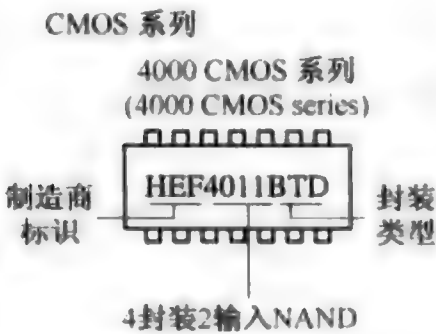 CMOS 系列
4000 CMOS 系列
(4000 CMOS series)
HEF4011BTD
制造商
标识
封装
类型
4封装2输入NAND